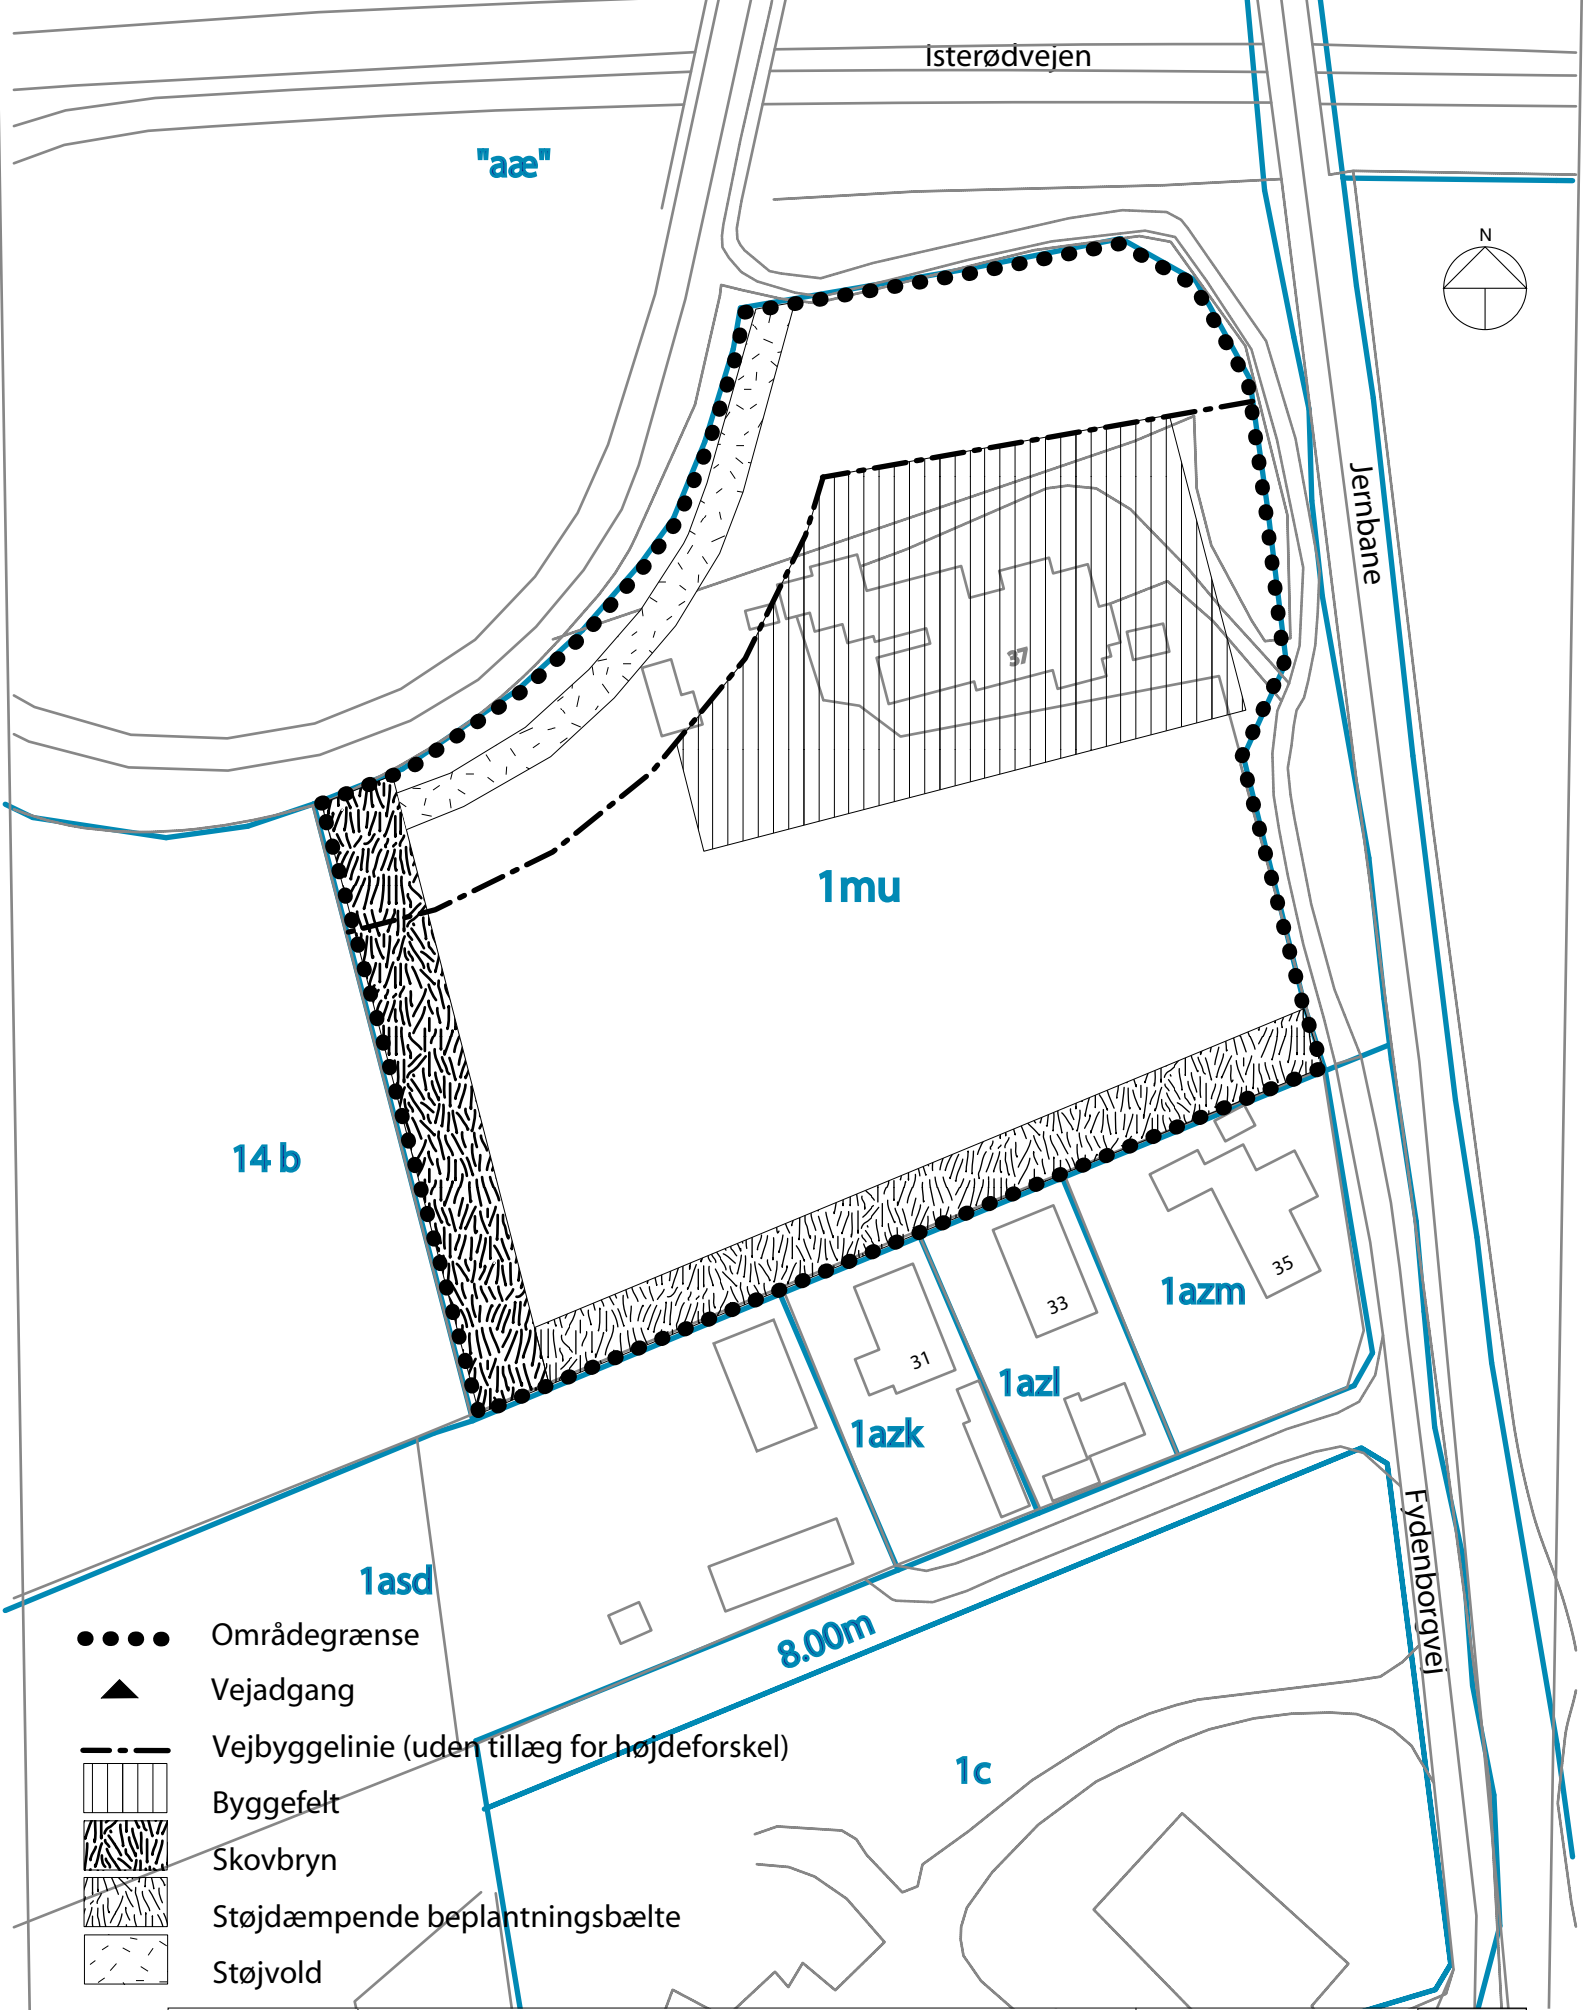 Isterødvejen
"aæ"
N
Jernbane
37
1mu
14 b
35
1azm
33
31
1azl
1azk
Fydenborgvej
1asd
8.00m
1c
Områdegrænse
Vejadgang
Vejbyggelinie (uden tillæg for højdeforskel)
Byggefelt
Skovbryn
Støjdæmpende beplantningsbælte
Støjvold